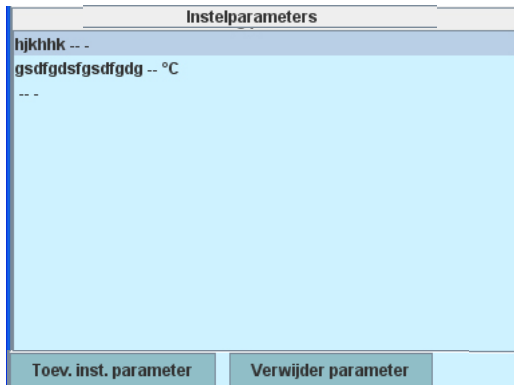 Instelparameters
hjkhhk -- -
gsdfgdsfgsdfgdg -- °C
-- -
Toev. inst. parameter
Verwijder parameter